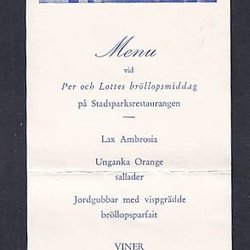 Menu
vid
Per och Lottes bröllopsmiddag
på Stadsparksrestaurangen
Lax Ambrosia
Unganka Orange
sallader
Jordgubbar med vispgrädde
bröllopsparfait
VINER